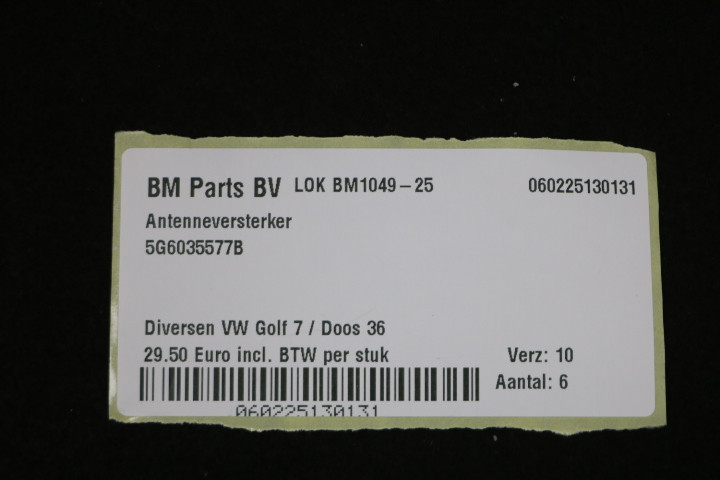 BM Parts BV LOK BM1049-25 060225130131
Antenneversterker
5G6035577B
Diversen VW Golf 7 / Doos 36
29.50 Euro incl. BTW per stuk Verz: 10
Aantal: 6
060225130131